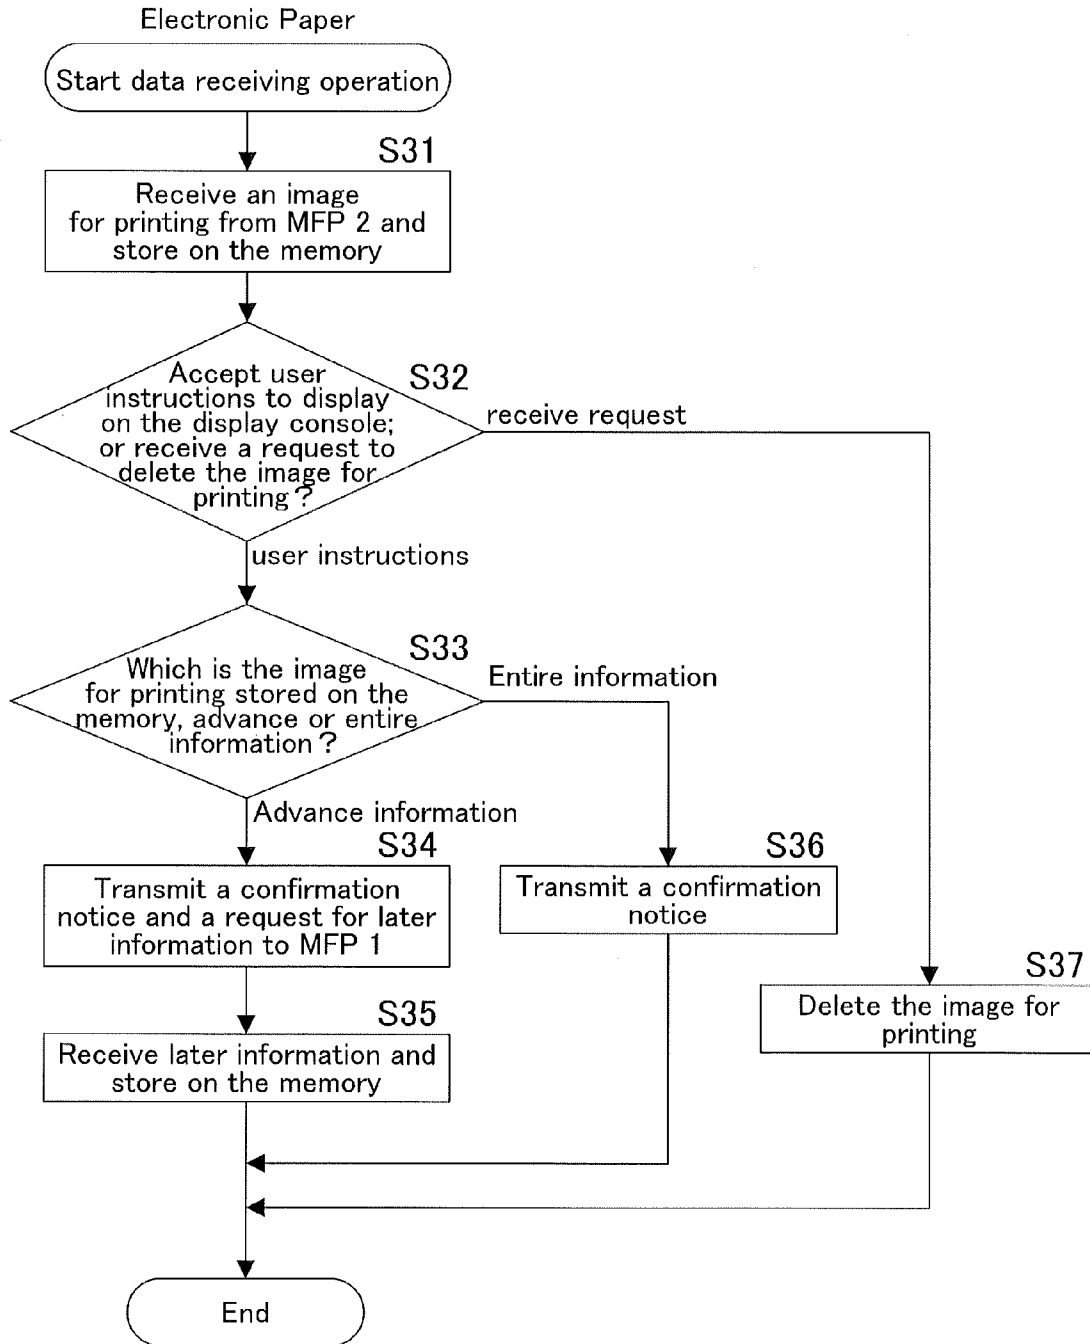 Electronic Paper
Start data receiving operation
S31
Receive an image
for printing from MFP 2 and
store on the memory
S32
Accept user
instructions to display
on the display console;
or receive a request to
delete the image for
printing?
receive request
user instructions
S33
Which is the image
for printing stored on the
memory, advance or entire
information?
Entire information
Advance information
S34
Transmit a confirmation
notice and a request for later
information to MFP 1
S36
Transmit a confirmation
notice
S37
Delete the image for
printing
S35
Receive later information and
store on the memory
End